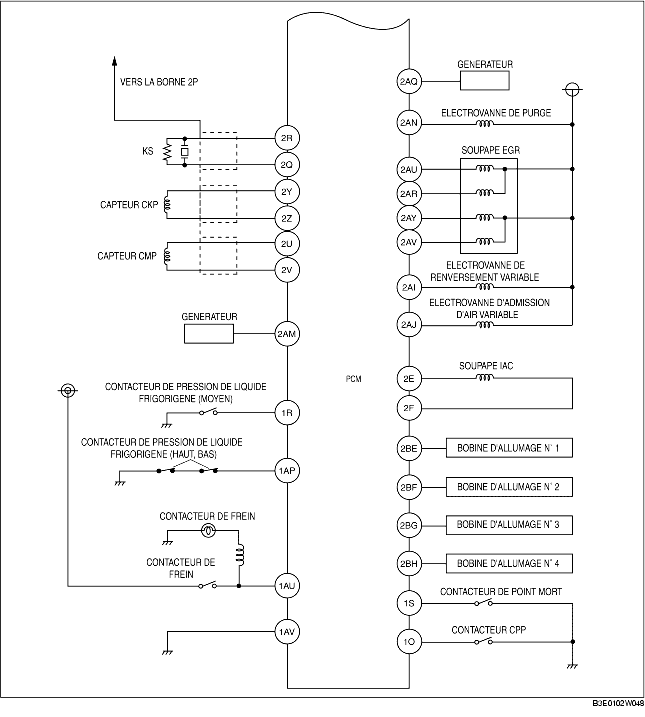 VERS LA BORNE 2P
KS
2R
2Q
CAPTEUR CKP
2Y
2Z
CAPTEUR CMP
2U
2V
GENERATEUR
2AM
CONTACTEUR DE PRESSION DE LIQUIDE
FRIGORIGENE (MOYEN)
1R
CONTACTEUR DE PRESSION DE LIQUIDE
FRIGORIGENE (HAUT, BAS)
1AP
CONTACTEUR DE FREIN
CONTACTEUR DE
FREIN
1AU
1AV
PCM
GENERATEUR
2AQ
ELECTROVANNE DE PURGE
2AN
SOUPAPE EGR
2AU
2AR
2AY
2AV
ELECTROVANNE DE
RENVERSEMENT VARIABLE
2AI
ELECTROVANNE D'ADMISSION
D'AIR VARIABLE
2AJ
SOUPAPE IAC
2E
2F
2BE
BOBINE D'ALLUMAGE N° 1
2BF
BOBINE D'ALLUMAGE N° 2
2BG
BOBINE D'ALLUMAGE N° 3
2BH
BOBINE D'ALLUMAGE N° 4
CONTACTEUR DE POINT MORT
1S
CONTACTEUR CPP
1O
B3E0102W048